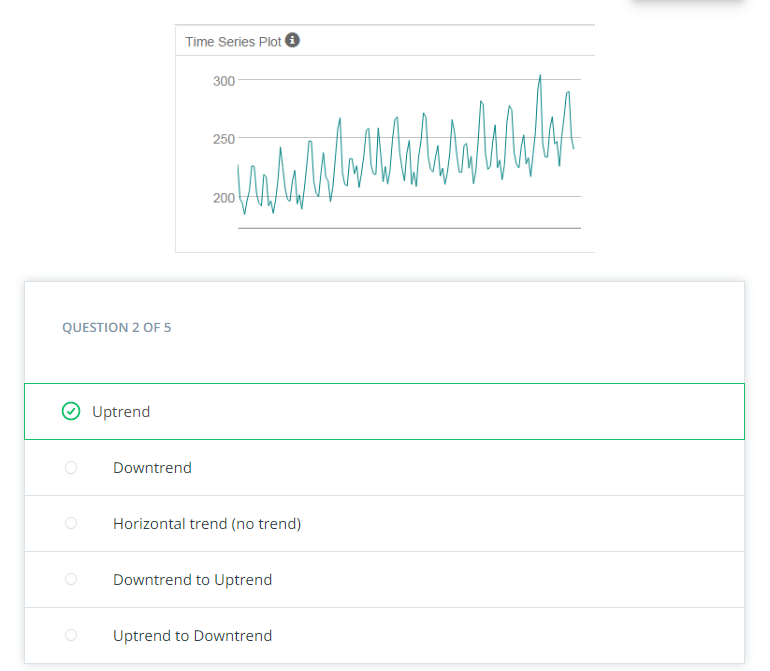 Time Series Plot i
300
250
200
QUESTION 2 OF 5
Uptrend
Downtrend
Horizontal trend (no trend)
Downtrend to Uptrend
Uptrend to Downtrend